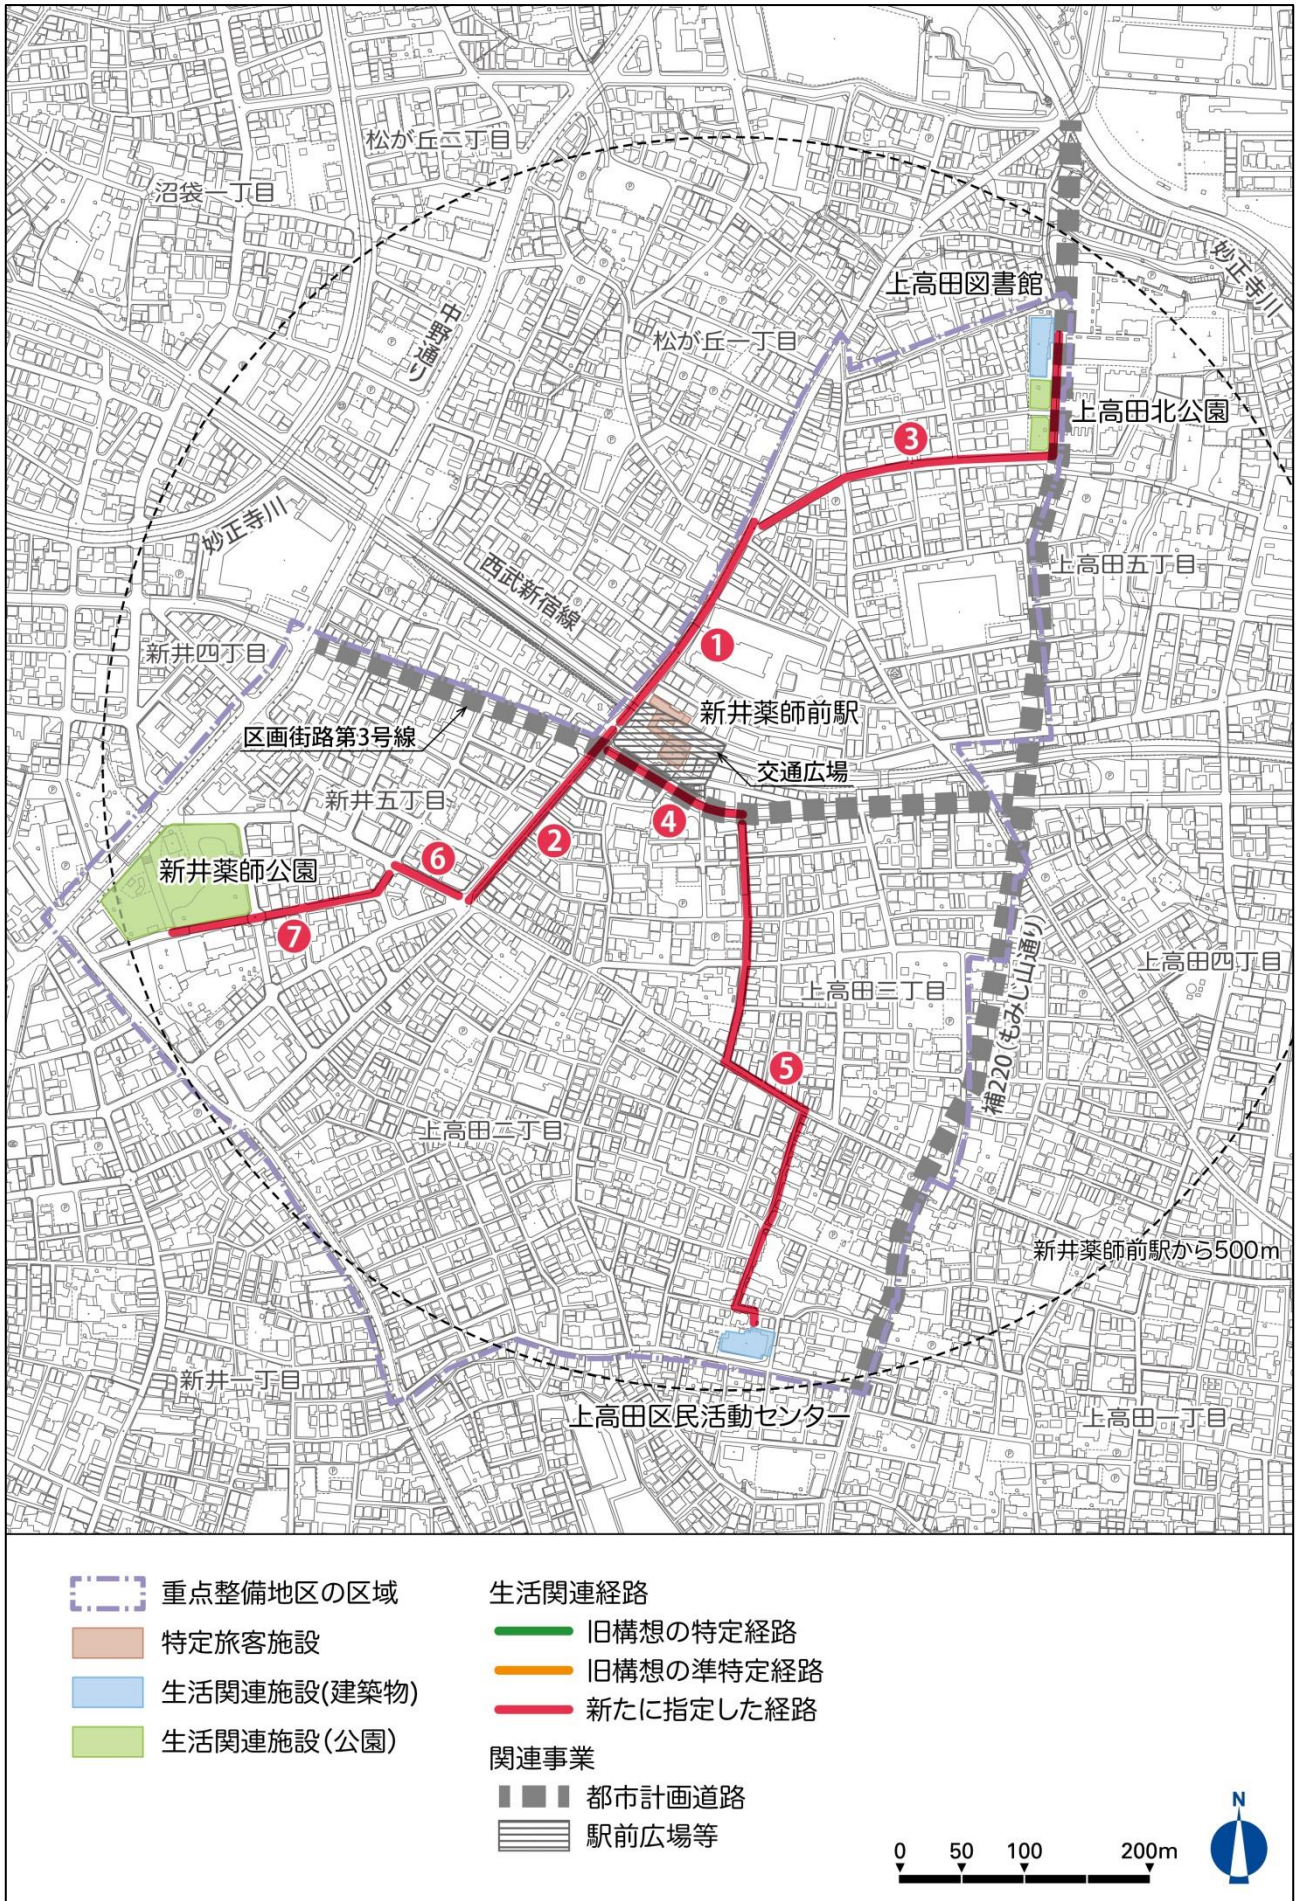 松が丘二丁目
沼袋一丁目
妙正寺川
上高田図書館
中野通り
松が丘一丁目
上高田北公園
3
妙正寺川
上高田五丁目
西武新宿線
1
新井四丁目
新井薬師前駅
区画街路第3号線
交通広場
新井五丁目
4
2
6
新井薬師公園
7
上高田四丁目
上高田三丁目
補220(もみじ山通り)
5
上高田二丁目
新井薬師前駅から500m
新井一丁目
上高田区民活動センター
上高田一丁目
重点整備地区の区域
特定旅客施設
生活関連施設(建築物)
生活関連施設(公園)
生活関連経路
旧構想の特定経路
旧構想の準特定経路
新たに指定した経路
関連事業
都市計画道路
駅前広場等
0 50 100 200m
N